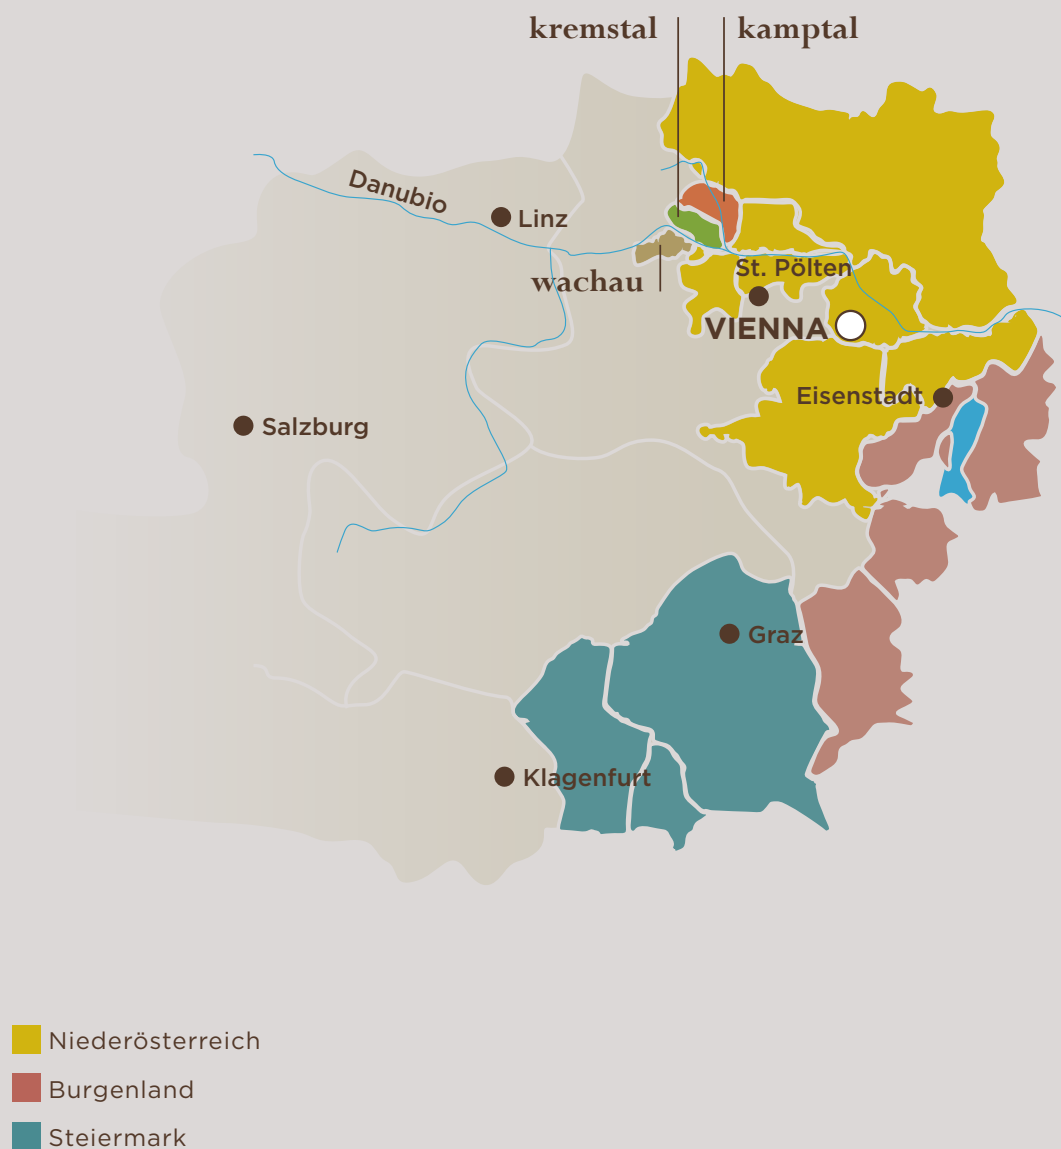 kremstal
kamptal
Danubio
Linz
wachau
St. Pölten
VIENNA
Eisenstadt
Salzburg
Graz
Klagenfurt
Niederösterreich
Burgenland
Steiermark